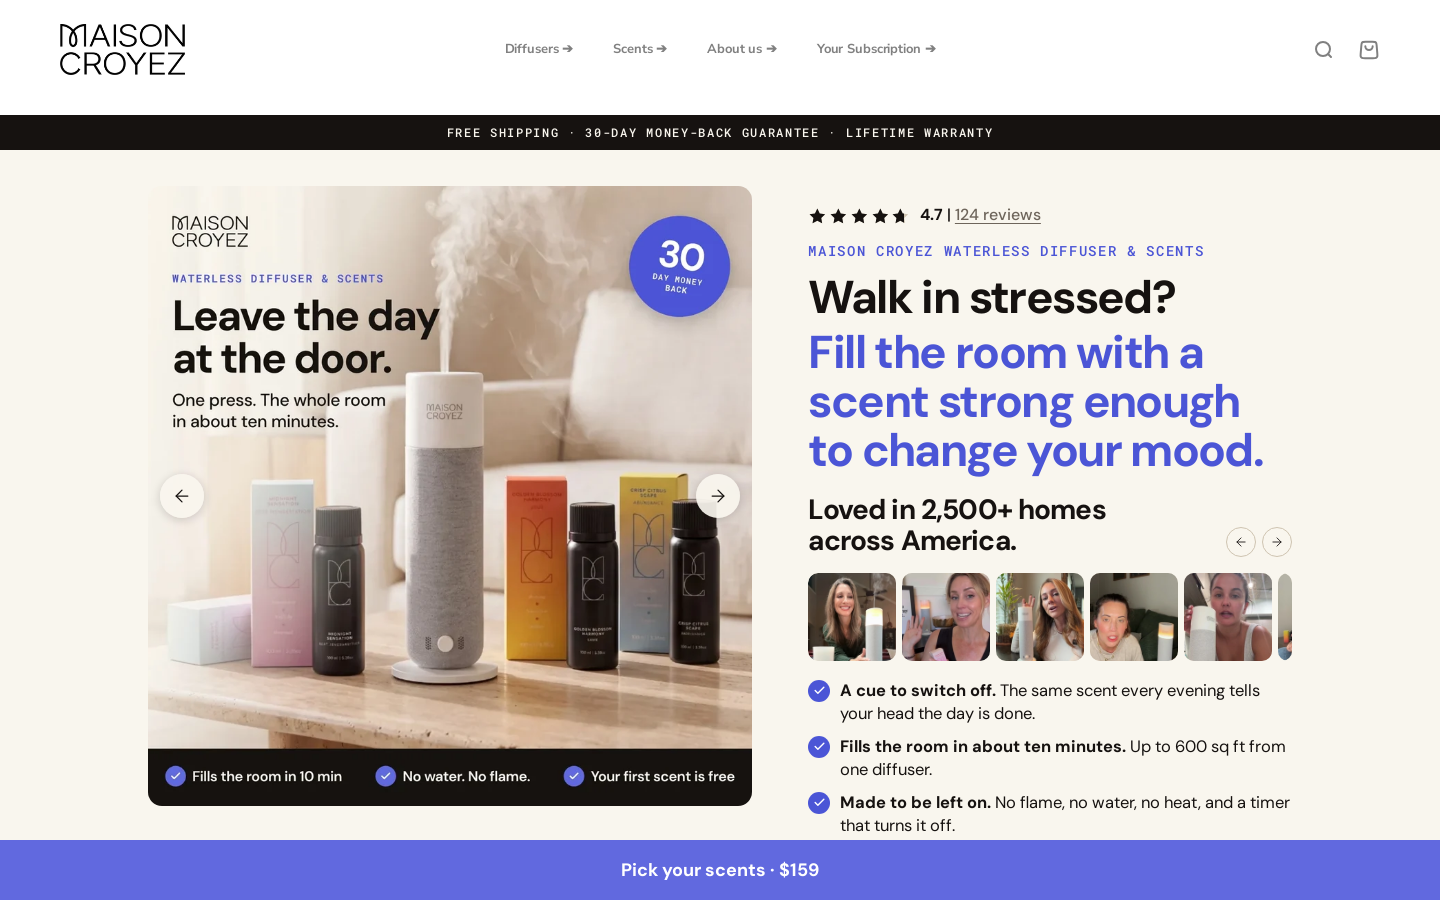 MAISON
CROYEZ
Diffusers ➔
Scents ➔
About us ➔
Your Subscription ➔
FREE SHIPPING · 30-DAY MONEY-BACK GUARANTEE · LIFETIME WARRANTY
MAISON
CROYEZ
WATERLESS DIFFUSER & SCENTS
Leave the day
at the door.
One press. The whole room
in about ten minutes.
30
DAY MONEY
BACK
MAISON
CROYEZ
Fills the room in 10 min
No water. No flame.
Your first scent is free
4.7 | 124 reviews
MAISON CROYEZ WATERLESS DIFFUSER & SCENTS
Walk in stressed?
Fill the room with a
scent strong enough
to change your mood.
Loved in 2,500+ homes
across America.
A cue to switch off. The same scent every evening tells
your head the day is done.
Fills the room in about ten minutes. Up to 600 sq ft from
one diffuser.
Made to be left on. No flame, no water, no heat, and a timer
that turns it off.
Pick your scents · $159